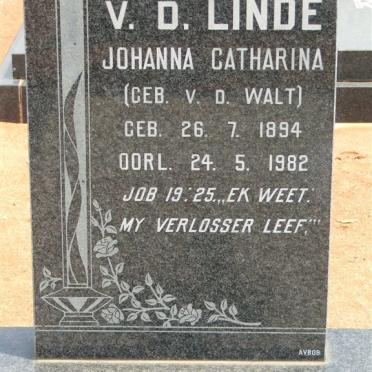 V. D. LINDE
JOHANNA CATHARINA
(GEB. V. D. WALT)
GEB. 26. 7. 1894
OORL. 24. 5. 1982
JOB 19:25.,,EK WEET.
MY VERLOSSER LEEF,'''
AVBOB